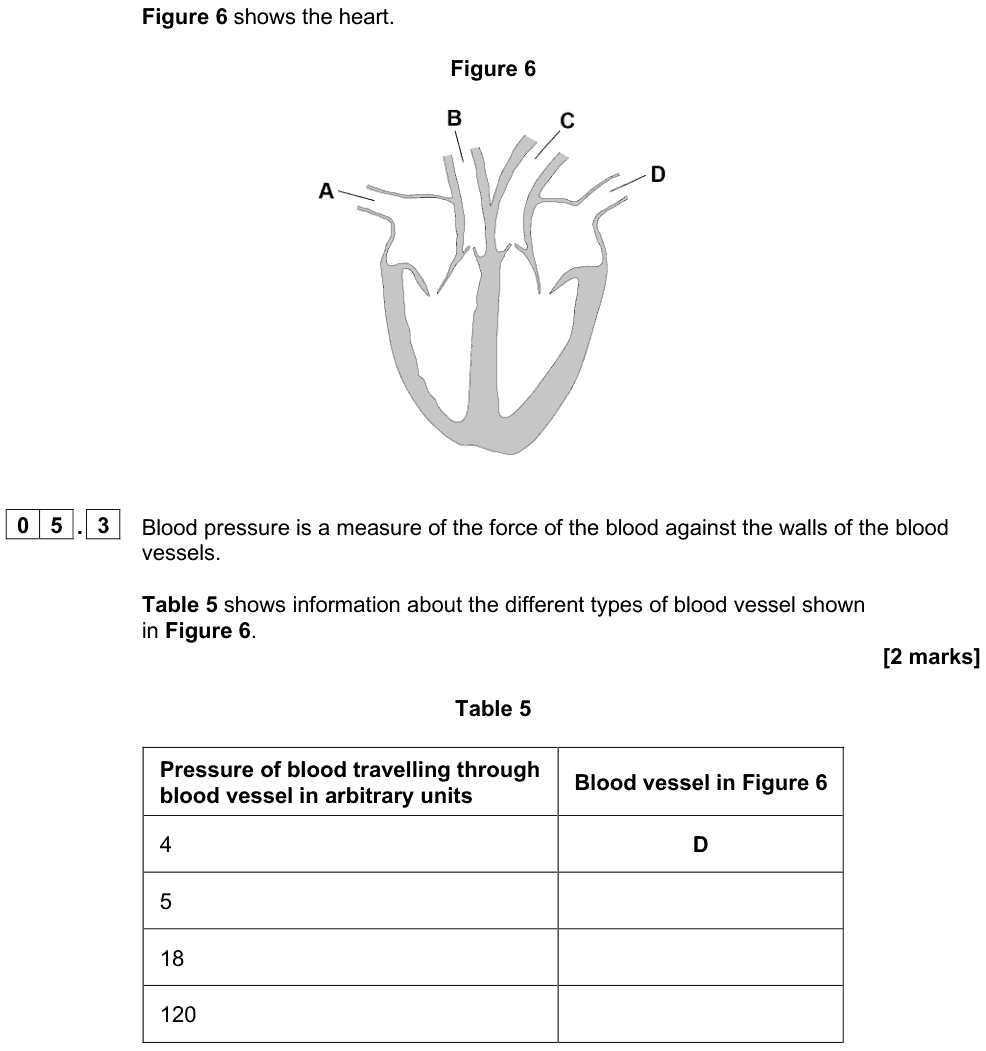 Figure 6 shows the heart.
Figure 6
B
C
A
D
0 5 . 3 Blood pressure is a measure of the force of the blood against the walls of the blood
vessels.
Table 5 shows information about the different types of blood vessel shown
in Figure 6.
[2 marks]
Table 5
Pressure of blood travelling through
blood vessel in arbitrary units
Blood vessel in Figure 6
4 D
5
18
120